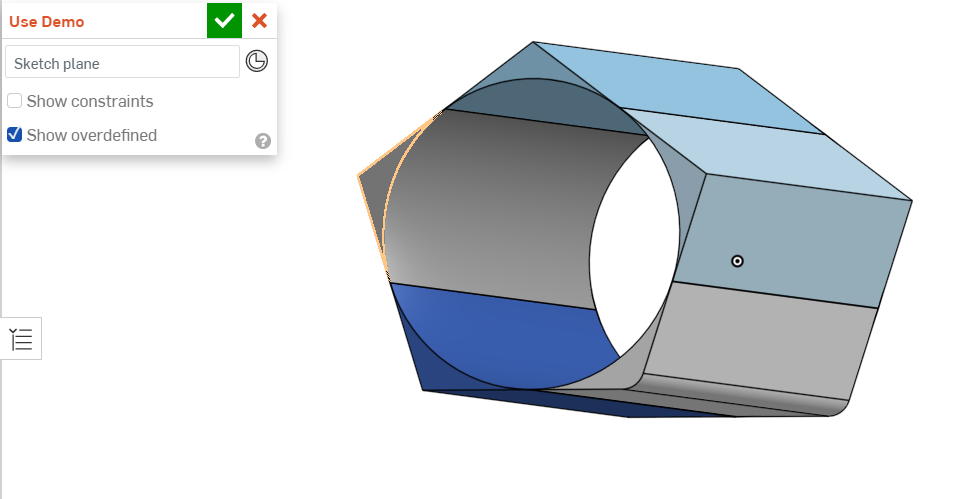 Use Demo
Sketch plane
Show constraints
Show overdefined
?